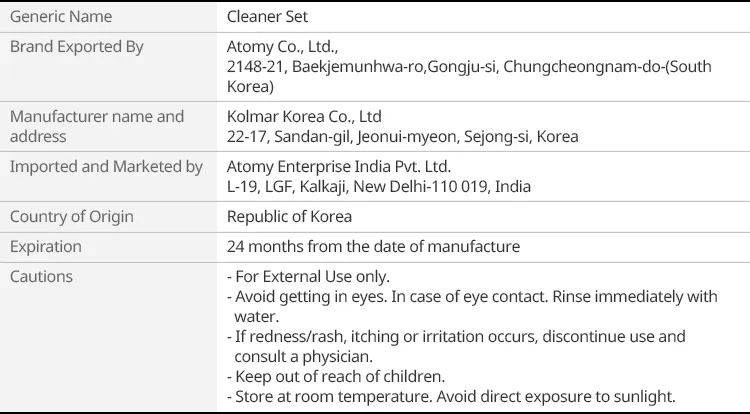 Generic Name
Cleaner Set
Brand Exported By
Atomy Co., Ltd.,
2148-21, Baekjemunhwa-ro,Gongju-si, Chungcheongnam-do-(South
Korea)
Manufacturer name and
address
Kolmar Korea Co., Ltd
22-17, Sandan-gil, Jeonui-myeon, Sejong-si, Korea
Imported and Marketed by
Atomy Enterprise India Pvt. Ltd.
L-19, LGF, Kalkaji, New Delhi-110 019, India
Country of Origin
Republic of Korea
Expiration
24 months from the date of manufacture
Cautions
- For External Use only.
- Avoid getting in eyes. In case of eye contact. Rinse immediately with
water.
- If redness/rash, itching or irritation occurs, discontinue use and
consult a physician.
- Keep out of reach of children.
- Store at room temperature. Avoid direct exposure to sunlight.